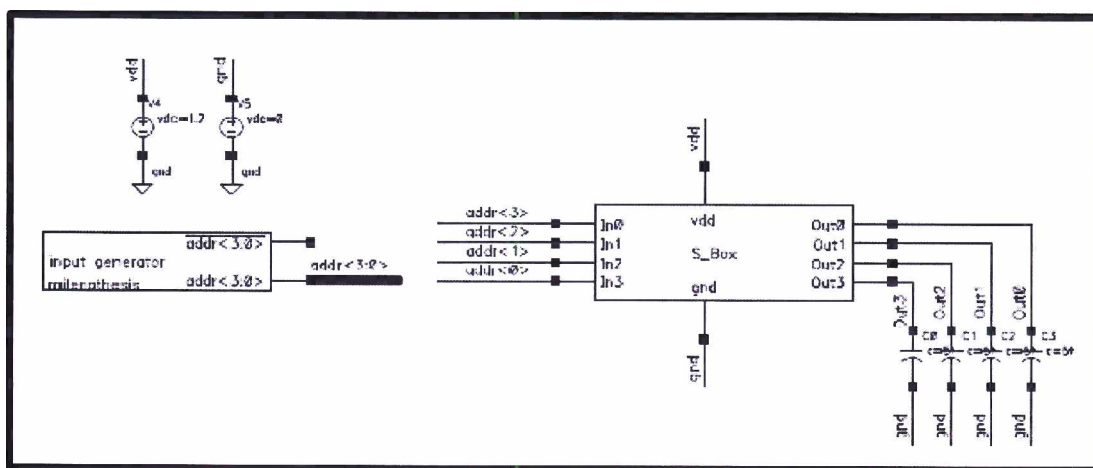 vdd
gnd
V4
V5
vdc=1.2
vdc=0
gnd
gnd
addr<3:0>
input generator
milenathesis
addr<3:0>
addr<3:0>
addr<3>
addr<2>
addr<1>
addr<0>
vdd
In0
vdd
Out0
In1
Out1
S_Box
In2
Out2
In3
gnd
Out3
gnd
Out3
Out2
Out1
Out0
C0
C1
C2
C3
c=5f
gnd
gnd
gnd
gnd